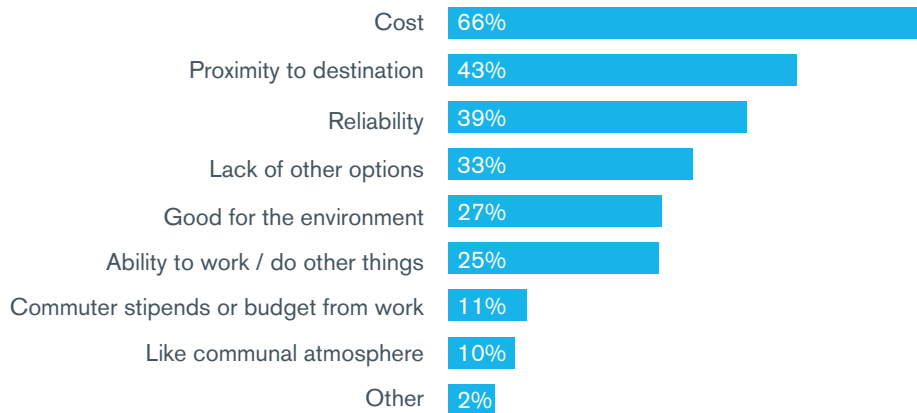 Cost 66%
Proximity to destination 43%
Reliability 39%
Lack of other options 33%
Good for the environment 27%
Ability to work / do other things 25%
Commuter stipends or budget from work 11%
Like communal atmosphere 10%
Other 2%